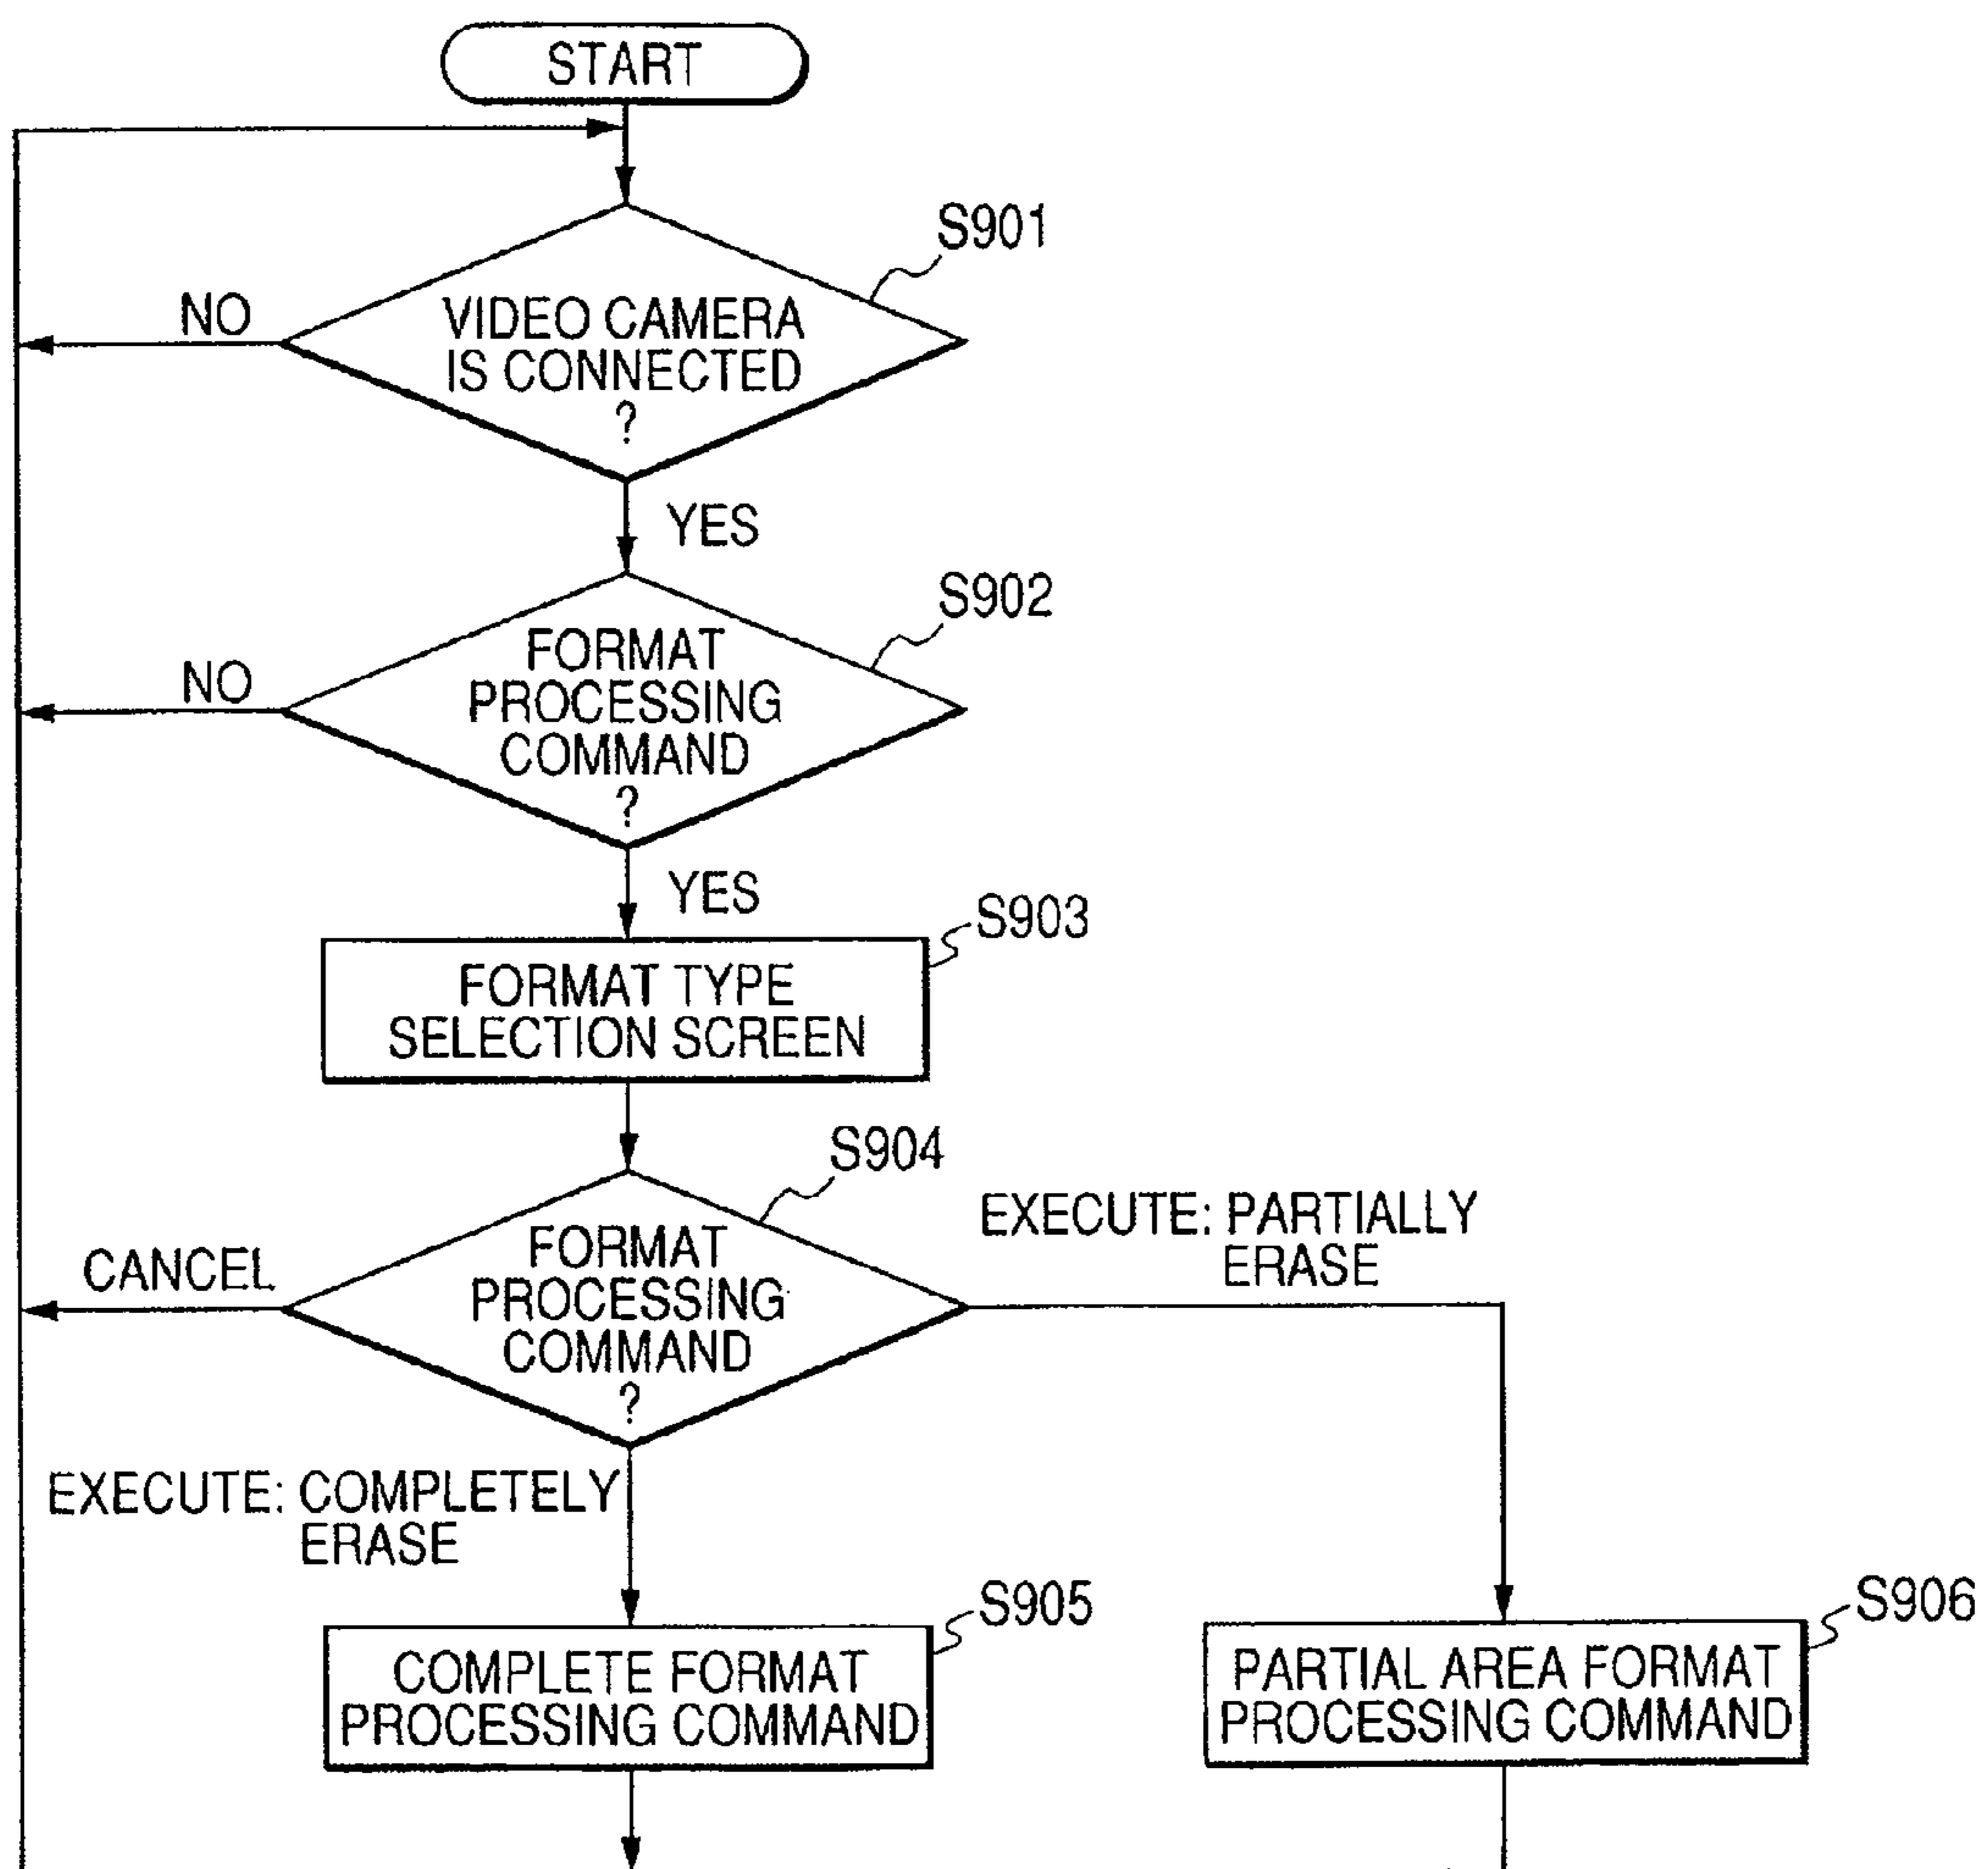 START
S901
NO
VIDEO CAMERA
IS CONNECTED
?
YES
S902
NO
FORMAT
PROCESSING
COMMAND
?
YES
S903
FORMAT TYPE
SELECTION SCREEN
S904
CANCEL
FORMAT
PROCESSING
COMMAND
?
EXECUTE: PARTIALLY
ERASE
EXECUTE: COMPLETELY
ERASE
S905
COMPLETE FORMAT
PROCESSING COMMAND
S906
PARTIAL AREA FORMAT
PROCESSING COMMAND